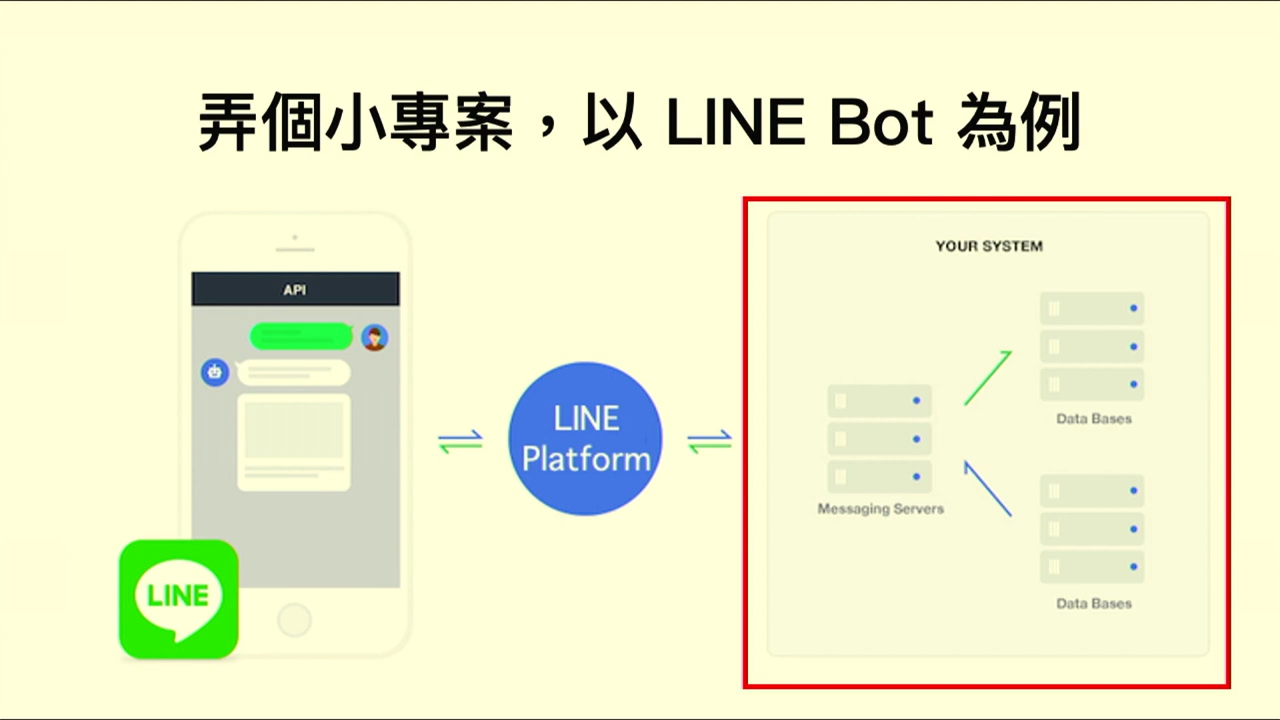 弄個小專案，以 LINE Bot 為例
API
LINE
Platform
LINE
YOUR SYSTEM
Messaging Servers
Data Bases
Data Bases